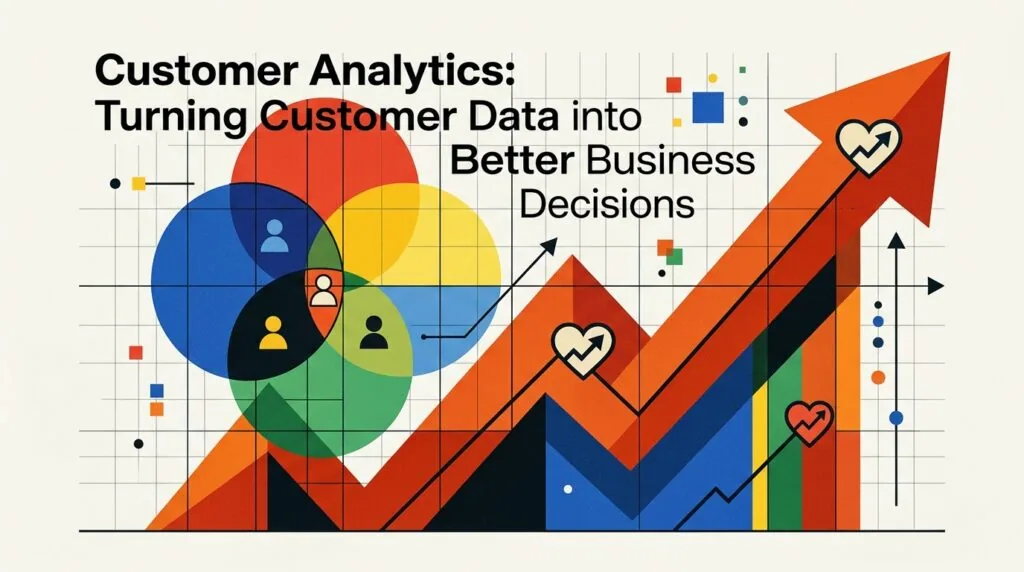 Customer Analytics:
Turning Customer Data into
Better Business
Decisions